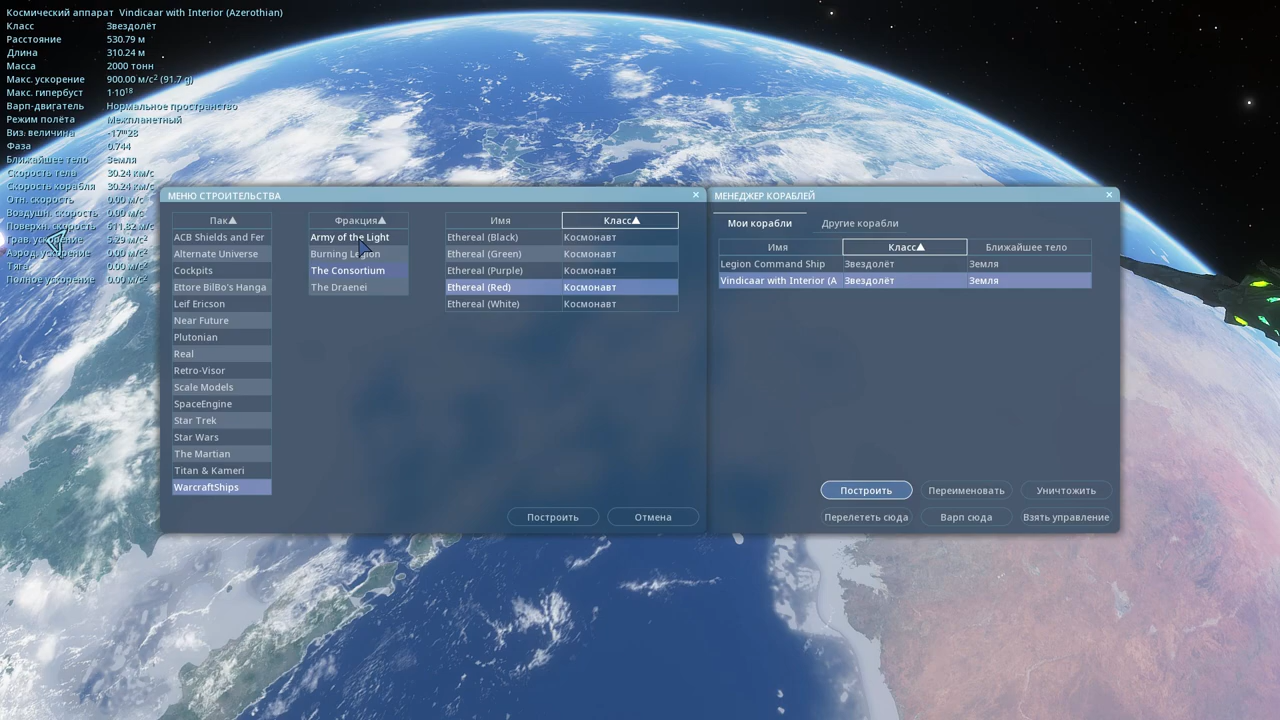 Космический аппарат Vindicaar with Interior (Azerothian)
Класс Звездолёт
Расстояние 530.79 м
Длина 310.24 м
Масса 2000 тонн
Макс. ускорение 900.00 м/с² (91.7 g)
Макс. гипербуст 1·10¹⁸
Варп-двигатель Нормальное пространство
Режим полёта Межпланетный
Виз. величина -17ᵐ28
Фаза 0.744
Ближайшее тело Земля
Скорость тела 30.24 км/с
Скорость корабля 30.24 км/с
Отн. скорость 0.00 м/с
Воздушн. скорость 0.00 м/с
Поверхн. скорость 611.82 м/с
Грав. ускорение 5.29 м/с²
Аэрод. ускорение 0.00 м/с²
Тяга 0.00 м/с²
Полное ускорение 0.00 м/с²
МЕНЮ СТРОИТЕЛЬСТВА
Пак▲ Фракция▲ Имя Класс▲
ACB Shields and Fer Army of the Light Ethereal (Black) Космонавт
Alternate Universe Burning Legion Ethereal (Green) Космонавт
Cockpits The Consortium Ethereal (Purple) Космонавт
Ettore BilBo's Hanga The Draenei Ethereal (Red) Космонавт
Leif Ericson Ethereal (White) Космонавт
Near Future
Plutonian
Real
Retro-Visor
Scale Models
SpaceEngine
Star Trek
Star Wars
The Martian
Titan & Kameri
WarcraftShips
Построить Отмена
МЕНЕДЖЕР КОРАБЛЕЙ
Мои корабли Другие корабли
Имя Класс▲ Ближайшее тело
Legion Command Ship Звездолёт Земля
Vindicaar with Interior (A Звездолёт Земля
Построить Переименовать Уничтожить
Перелететь сюда Варп сюда Взять управление